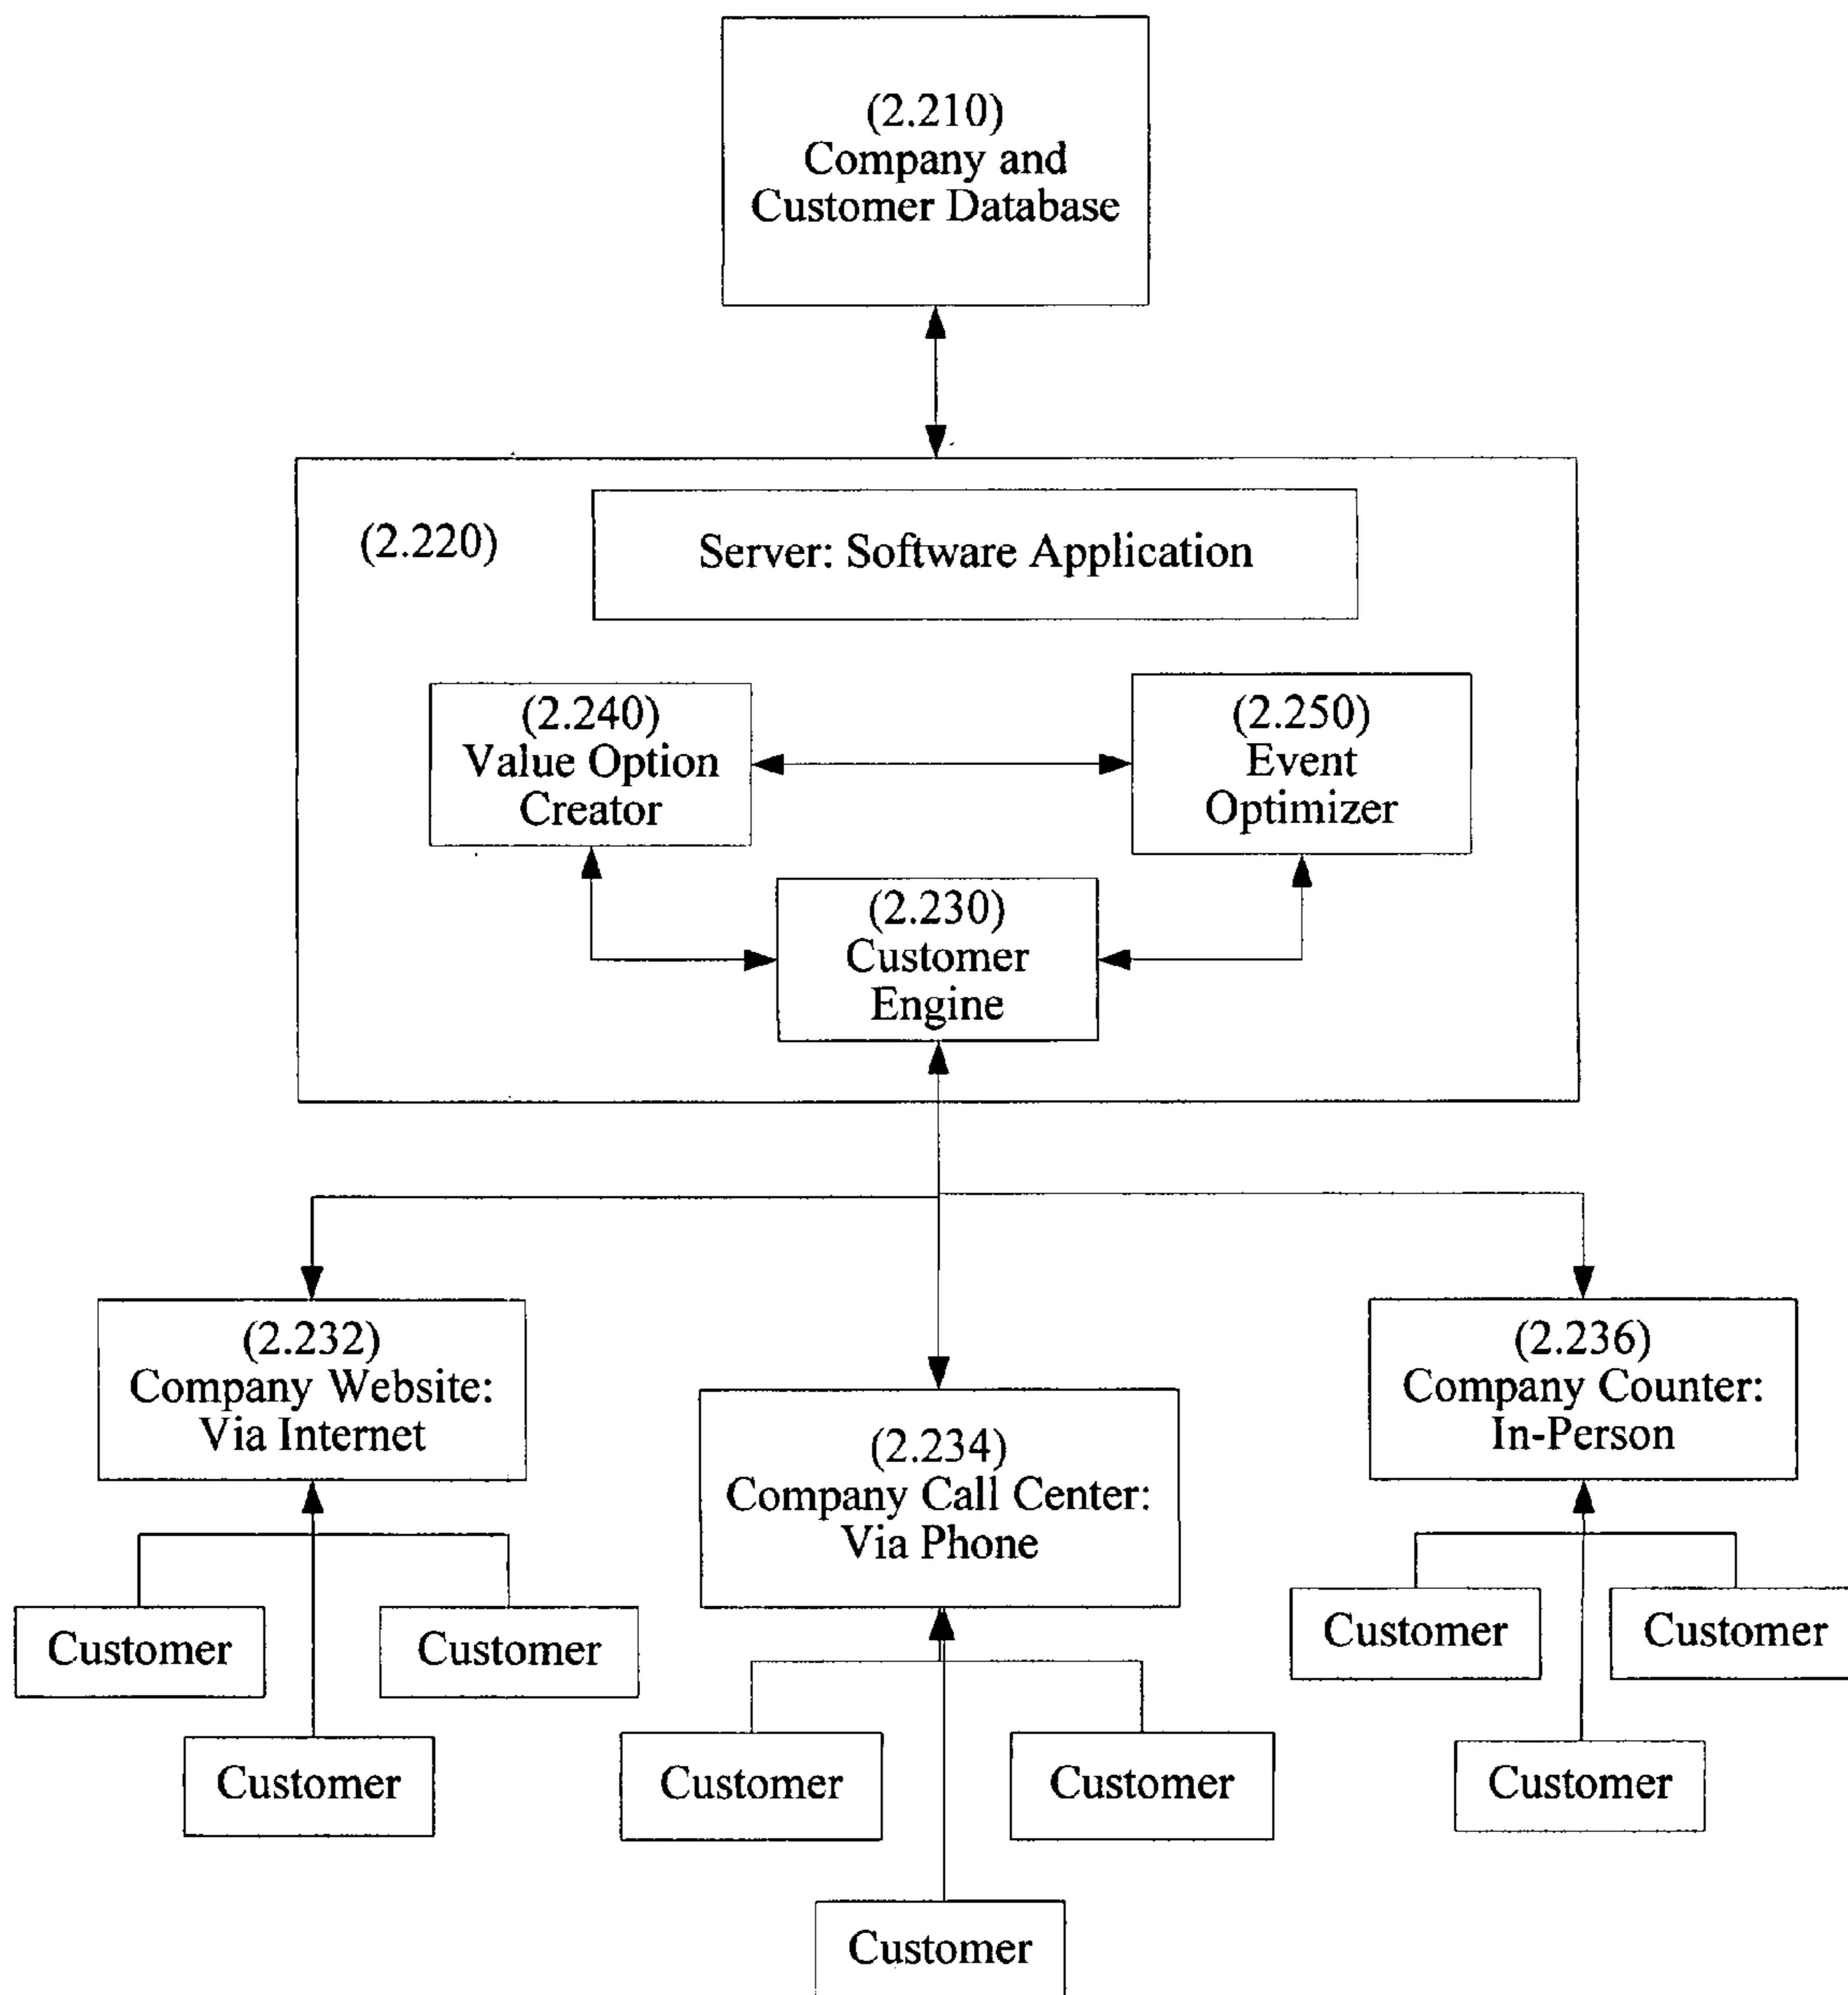 (2.210)
Company and
Customer Database
(2.220)
Server: Software Application
(2.240)
Value Option
Creator
(2.250)
Event
Optimizer
(2.230)
Customer
Engine
(2.232)
Company Website:
Via Internet
(2.234)
Company Call Center:
Via Phone
(2.236)
Company Counter:
In-Person
Customer
Customer
Customer
Customer
Customer
Customer
Customer
Customer
Customer